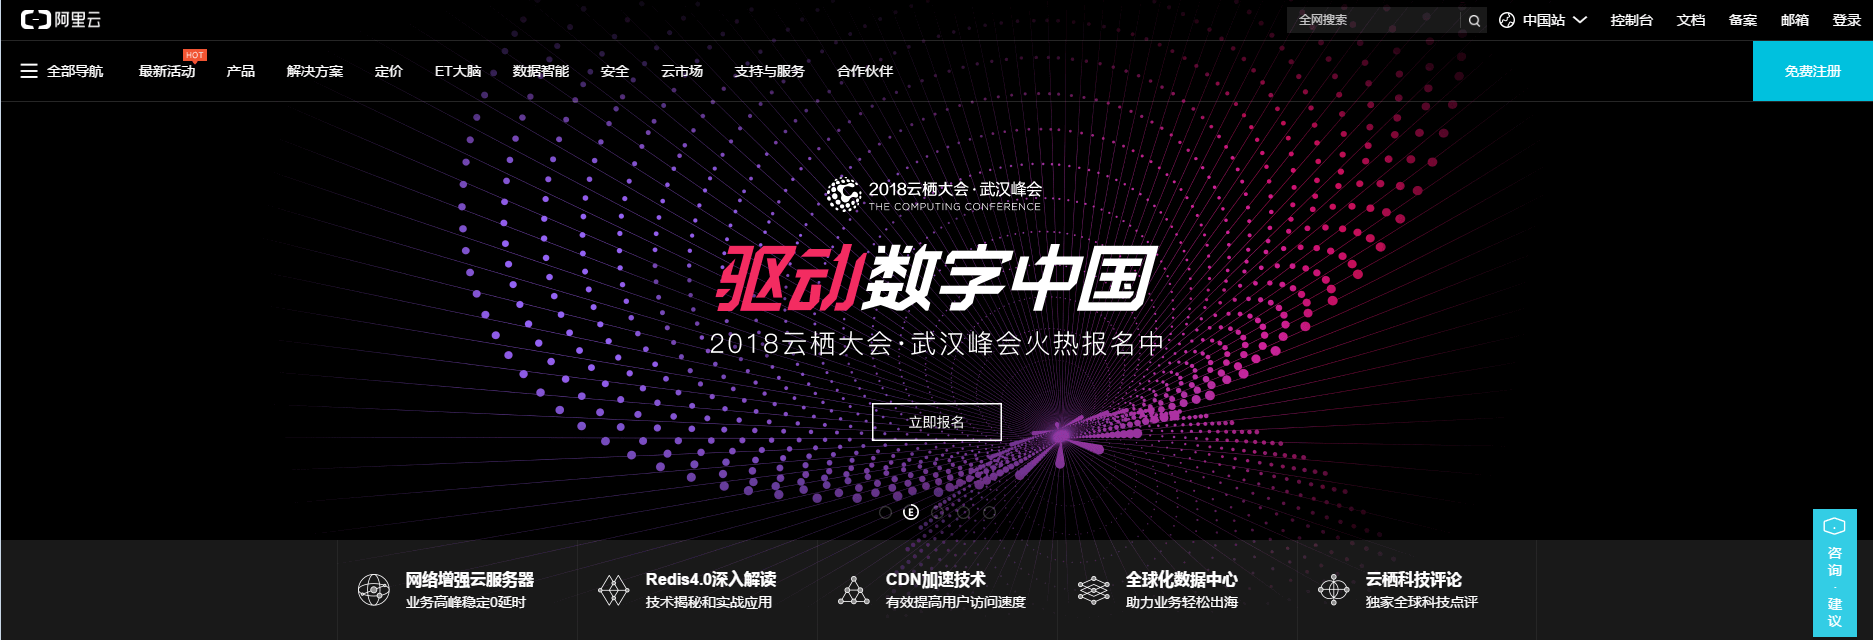 阿里云
全网搜索
中国站
控制台
文档
备案
邮箱
登录
全部导航
最新活动
HOT
产品
解决方案
定价
ET大脑
数据智能
安全
云市场
支持与服务
合作伙伴
免费注册
2018云栖大会·武汉峰会
THE COMPUTING CONFERENCE
驱动数字中国
2018云栖大会·武汉峰会火热报名中
立即报名
E
网络增强云服务器
业务高峰稳定0延时
Redis4.0深入解读
技术揭秘和实战应用
CDN加速技术
有效提高用户访问速度
全球化数据中心
助力业务轻松出海
云栖科技评论
独家全球科技点评
咨询·建议